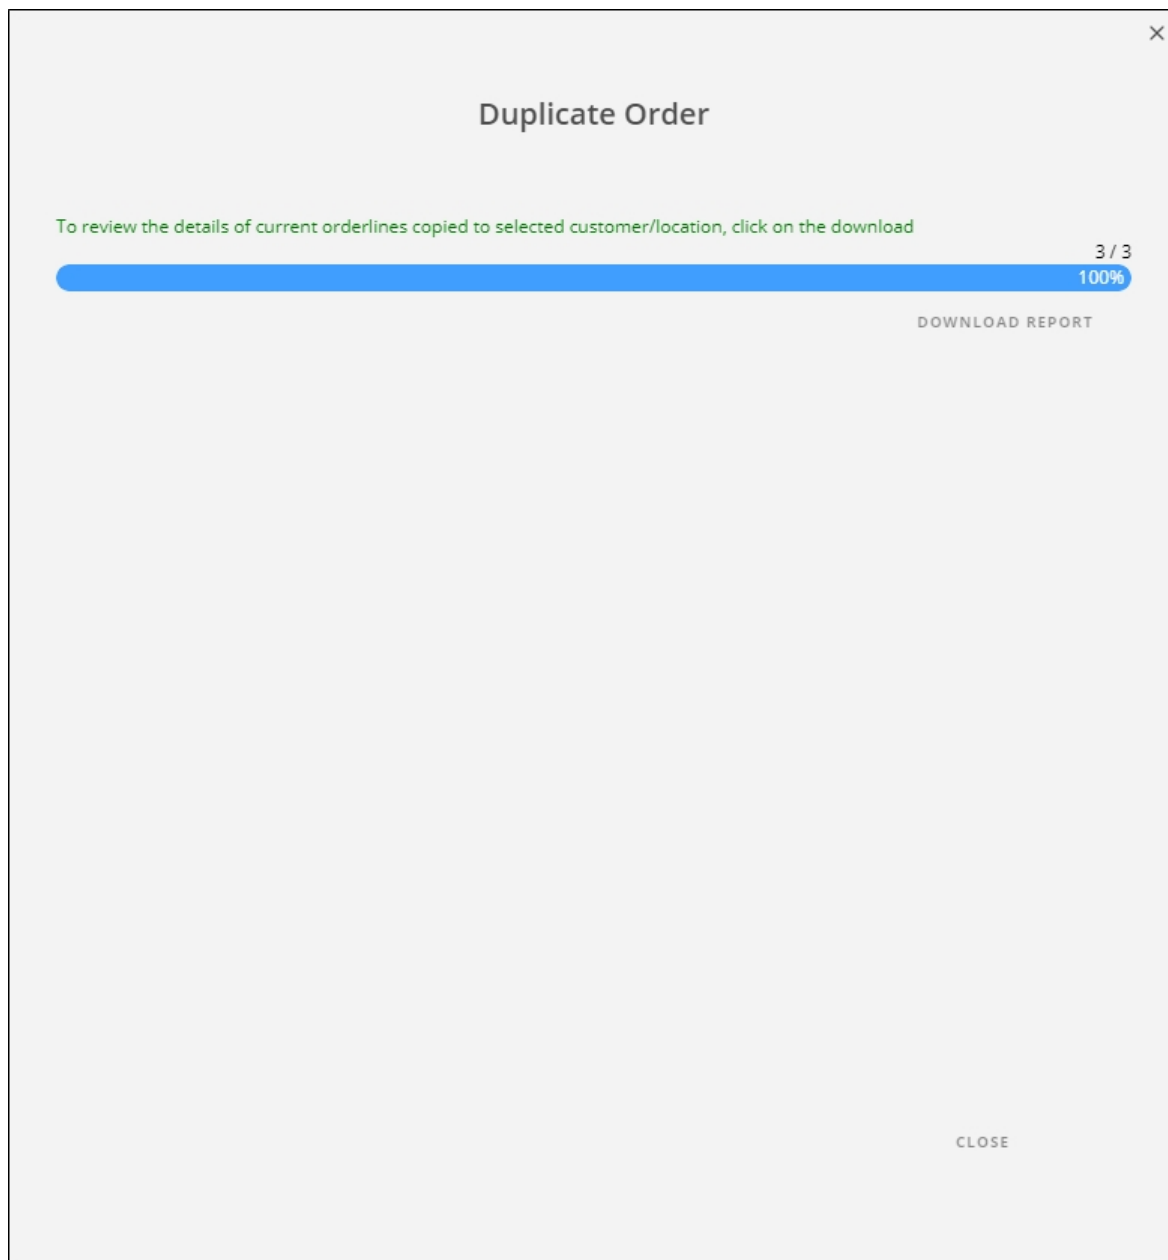 Duplicate Order
To review the details of current orderlines copied to selected customer/location, click on the download
3 / 3
100%
DOWNLOAD REPORT
CLOSE